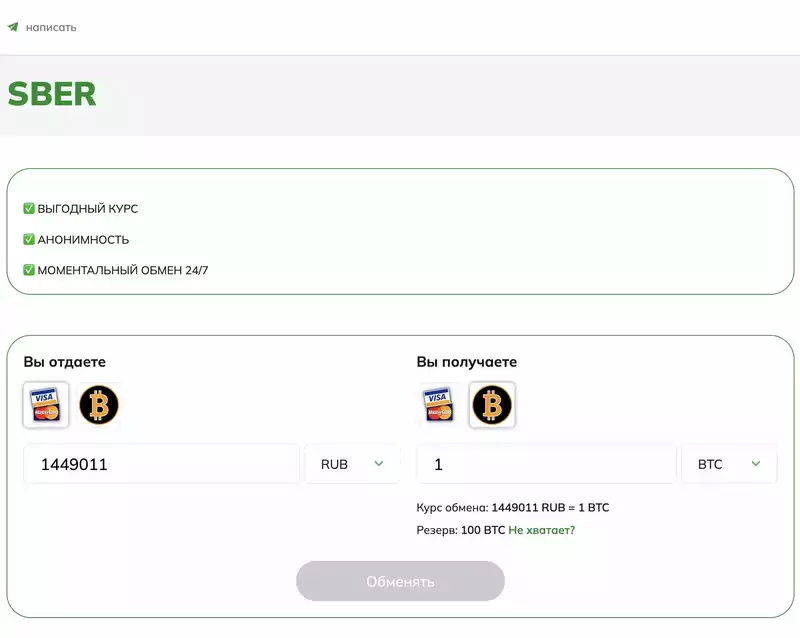 написать
SBER
✅ ВЫГОДНЫЙ КУРС
✅ АНОНИМНОСТЬ
✅ МОМЕНТАЛЬНЫЙ ОБМЕН 24/7
Вы отдаете
VISA
MasterCard
1449011
RUB
Вы получаете
VISA
MasterCard
1
BTC
Курс обмена: 1449011 RUB = 1 BTC
Резерв: 100 BTC Не хватает?
Обменять